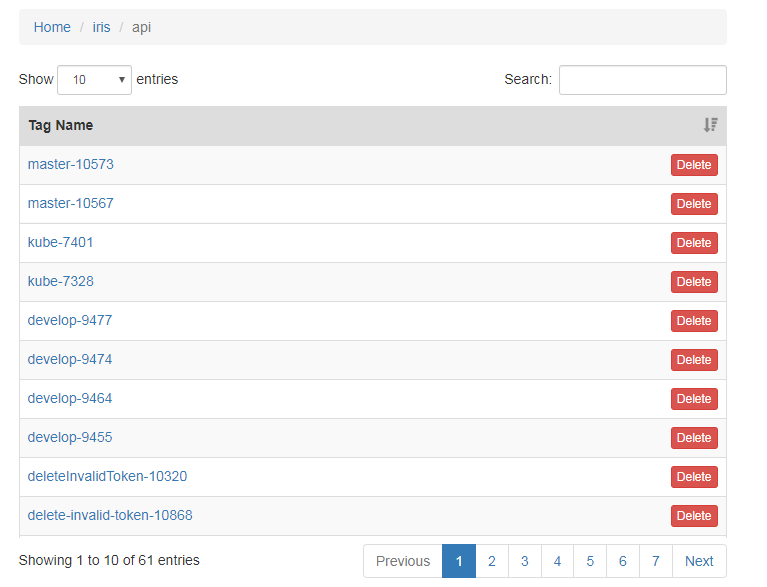 Home / iris / api
Show 10 entries Search:
Tag Name
master-10573 Delete
master-10567 Delete
kube-7401 Delete
kube-7328 Delete
develop-9477 Delete
develop-9474 Delete
develop-9464 Delete
develop-9455 Delete
deleteInvalidToken-10320 Delete
delete-invalid-token-10868 Delete
Showing 1 to 10 of 61 entries Previous 1 2 3 4 5 6 7 Next